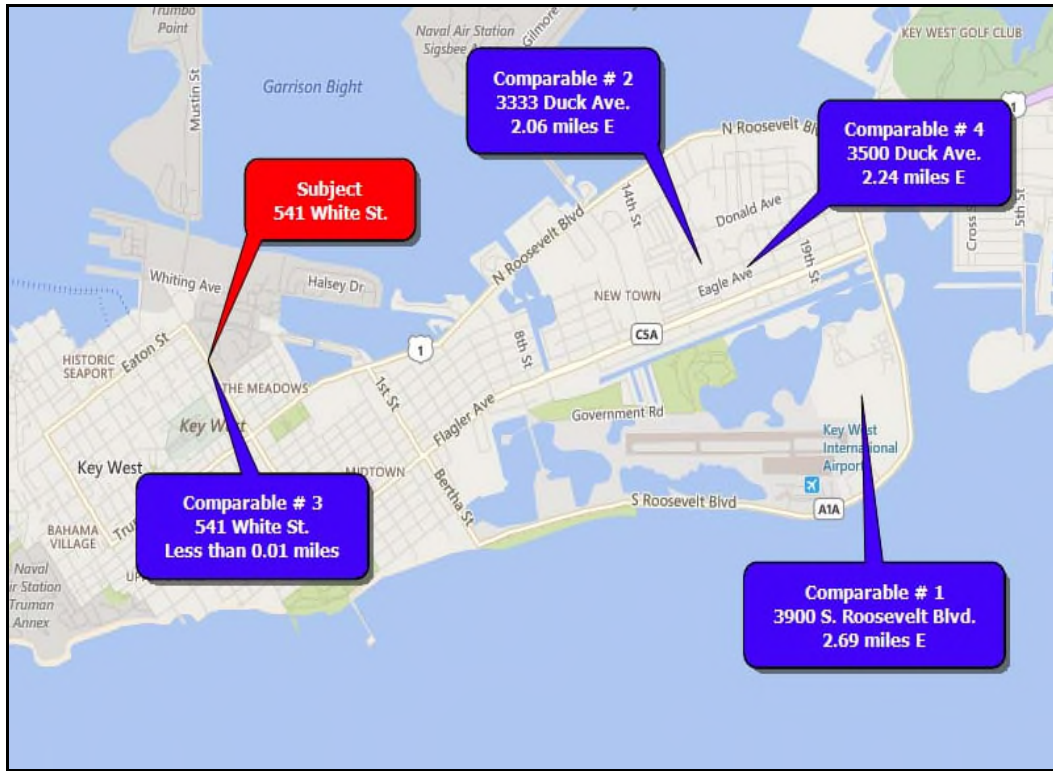 Trumbo
Point
Mustin St
Naval Air Station
Sigsbee
Gilmore
KEY WEST GOLF CLUB
Garrison Bight
Comparable # 2
3333 Duck Ave.
2.06 miles E
1
N Roosevelt Blv
Comparable # 4
3500 Duck Ave.
2.24 miles E
Subject
541 White St.
14th St
Donald Ave
19th St
Cross S
5th St
N Roosevelt Blvd
Eagle Ave
Whiting Ave
Halsey Dr
NEW TOWN
C5A
8th St
1
Eaton St
HISTORIC
SEAPORT
THE MEADOWS
1st St
Flagler Ave
Government Rd
Key West
Key West
International
Airport
Key West
MIDTOWN
Bertha St
S Roosevelt Blvd
A1A
Comparable # 3
541 White St.
Less than 0.01 miles
BAHAMA
VILLAGE
Tru
UP
Naval
ir Station
Truman
Annex
Comparable # 1
3900 S. Roosevelt Blvd.
2.69 miles E